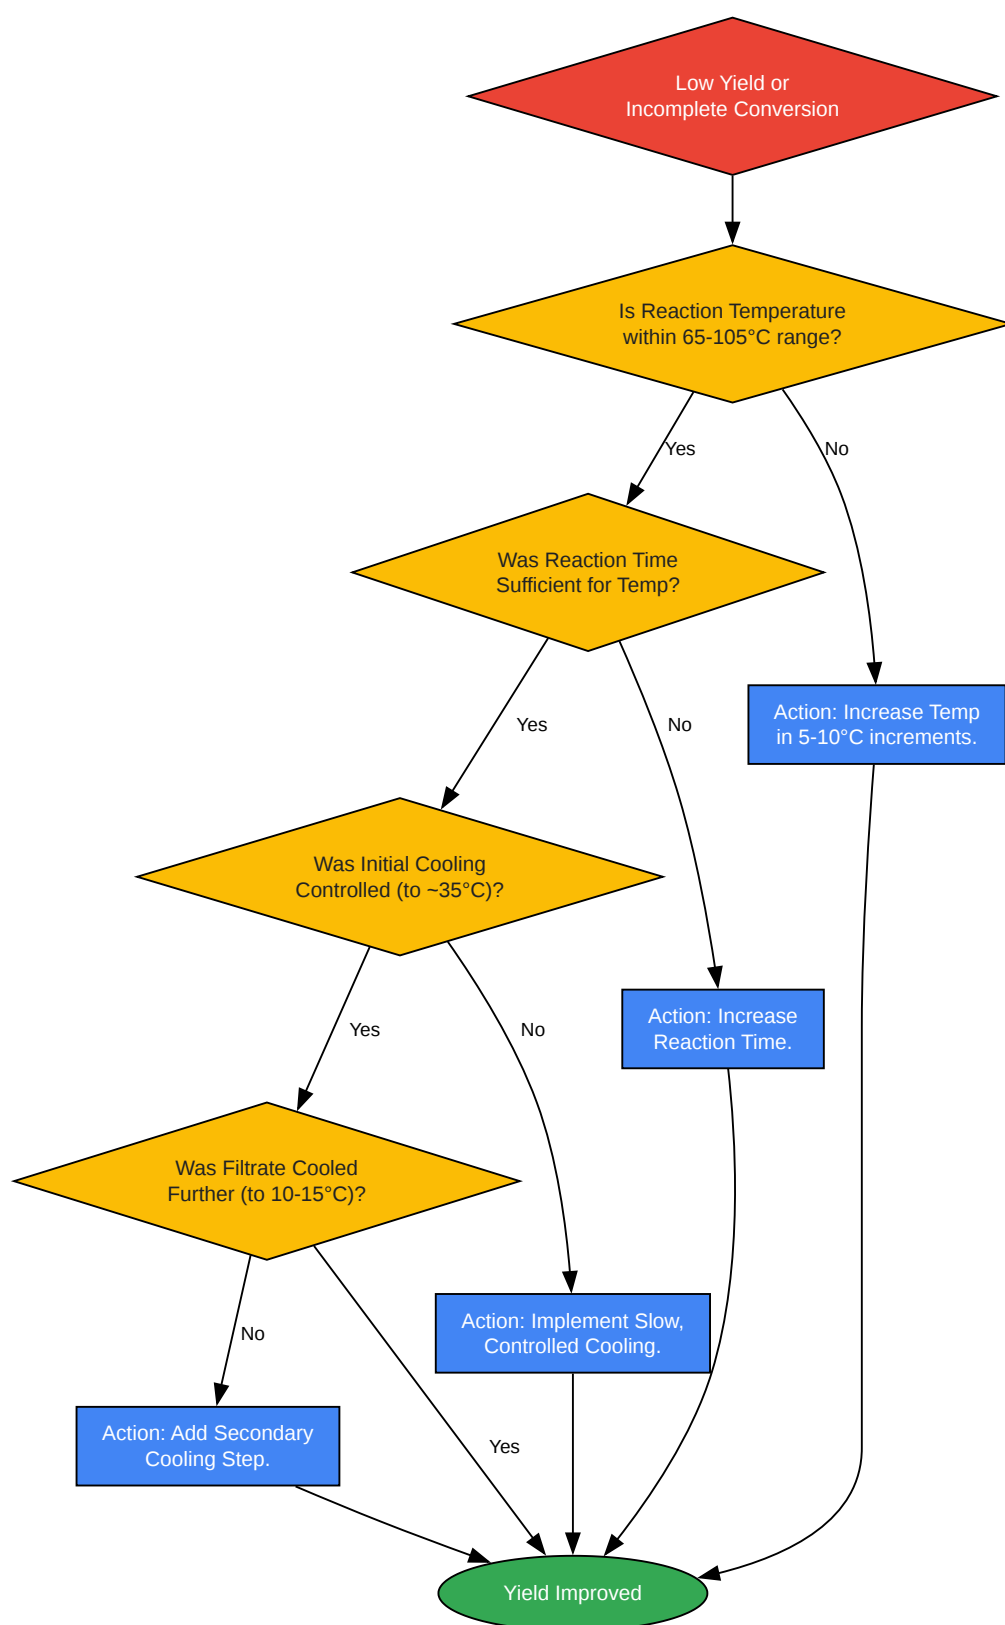 Low Yield or
Incomplete Conversion
Is Reaction Temperature
within 65-105°C range?
Yes
No
Was Reaction Time
Sufficient for Temp?
Action: Increase Temp
in 5-10°C increments.
Yes
No
Was Initial Cooling
Controlled (to ~35°C)?
Action: Increase
Reaction Time.
Yes
No
Was Filtrate Cooled
Further (to 10-15°C)?
Action: Implement Slow,
Controlled Cooling.
No
Action: Add Secondary
Cooling Step.
Yes
Yield Improved